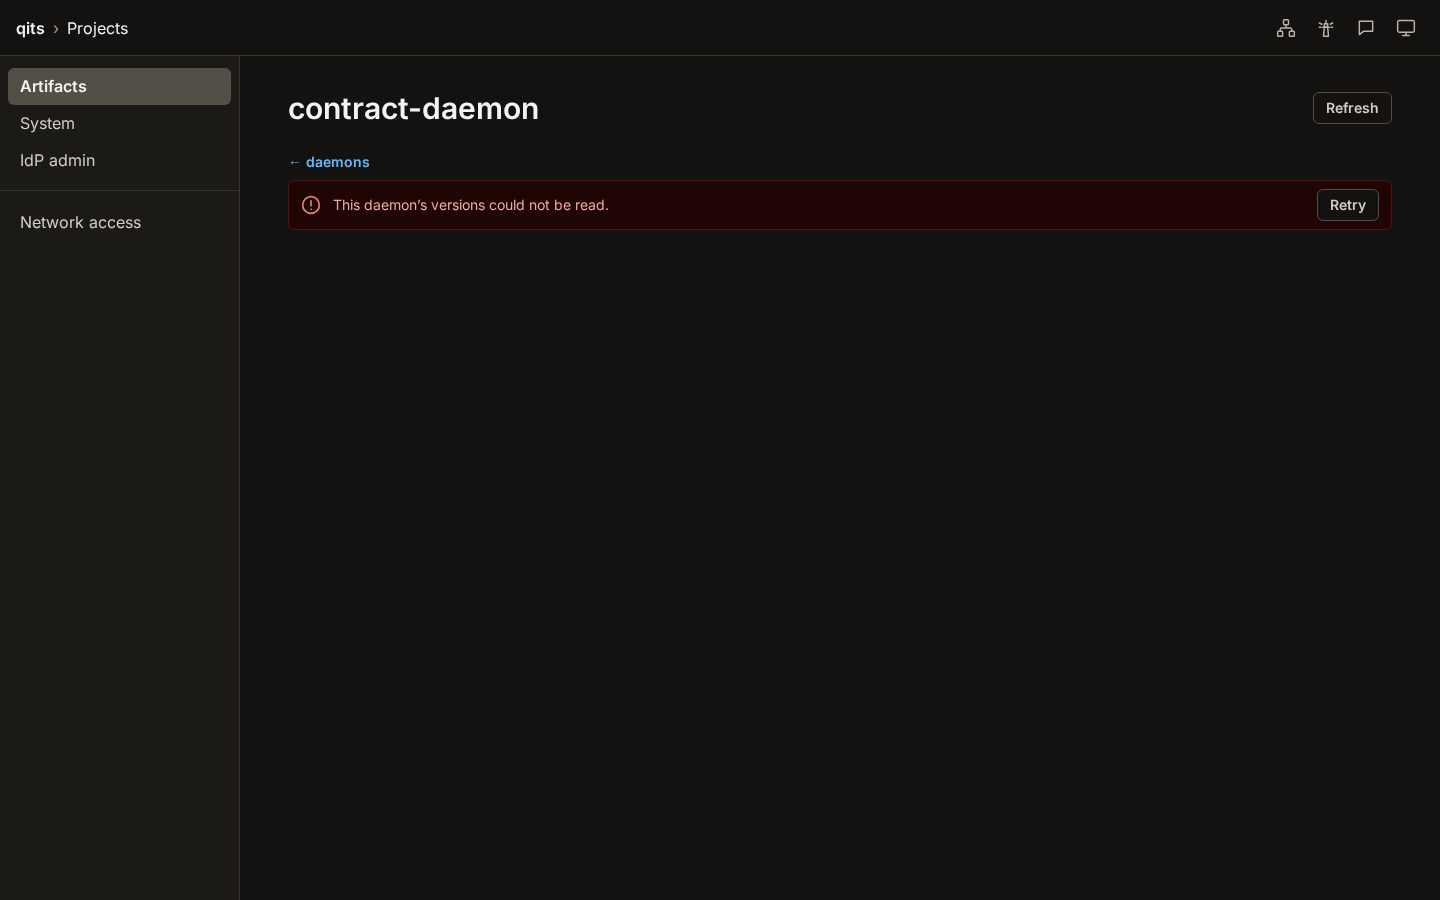 qits › Projects
Artifacts
System
IdP admin
Network access
contract-daemon
Refresh
← daemons
This daemon’s versions could not be read.
Retry